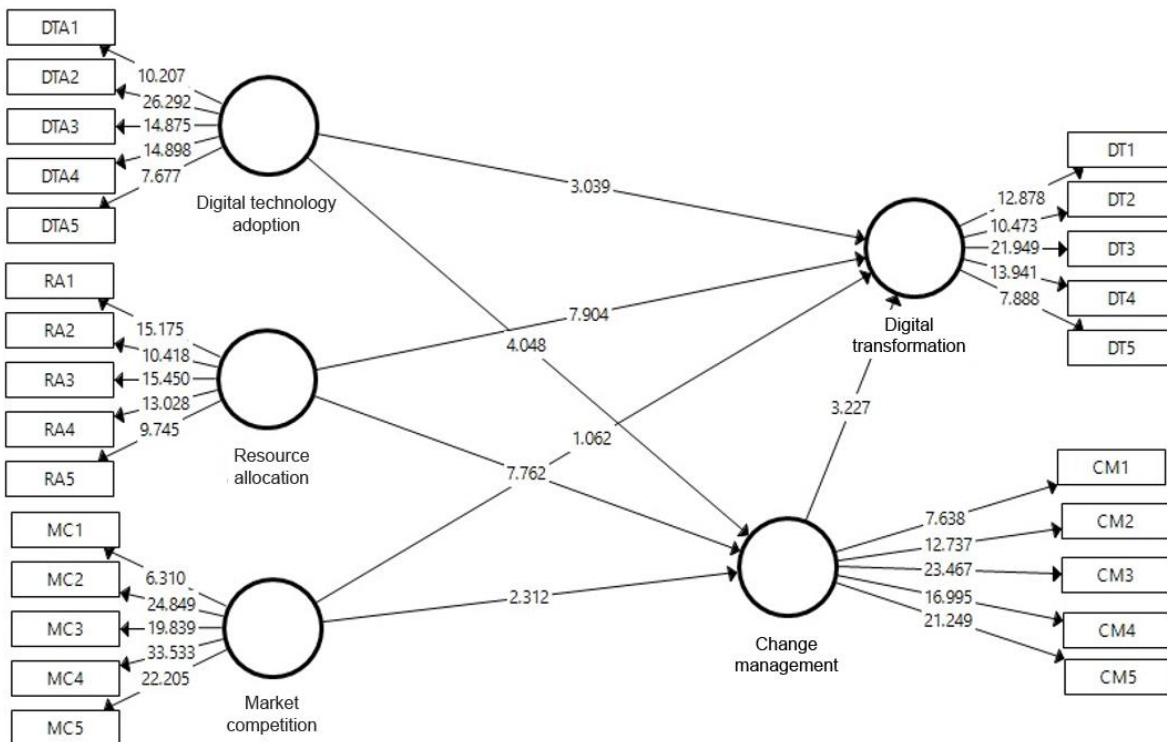 DTA1
DTA2
DTA3
DTA4
DTA5
10.207
26.292
14.875
14.898
7.677
Digital technology
adoption
RA1
RA2
RA3
RA4
RA5
15.175
10.418
15.450
13.028
9.745
Resource
allocation
MC1
MC2
MC3
MC4
MC5
6.310
24.849
19.839
33.533
22.205
Market
competition
3.039
7.904
4.048
1.062
7.762
2.312
3.227
Digital
transformation
12.878
10.473
21.949
13.941
7.888
DT1
DT2
DT3
DT4
DT5
Change
management
7.638
12.737
23.467
16.995
21.249
CM1
CM2
CM3
CM4
CM5